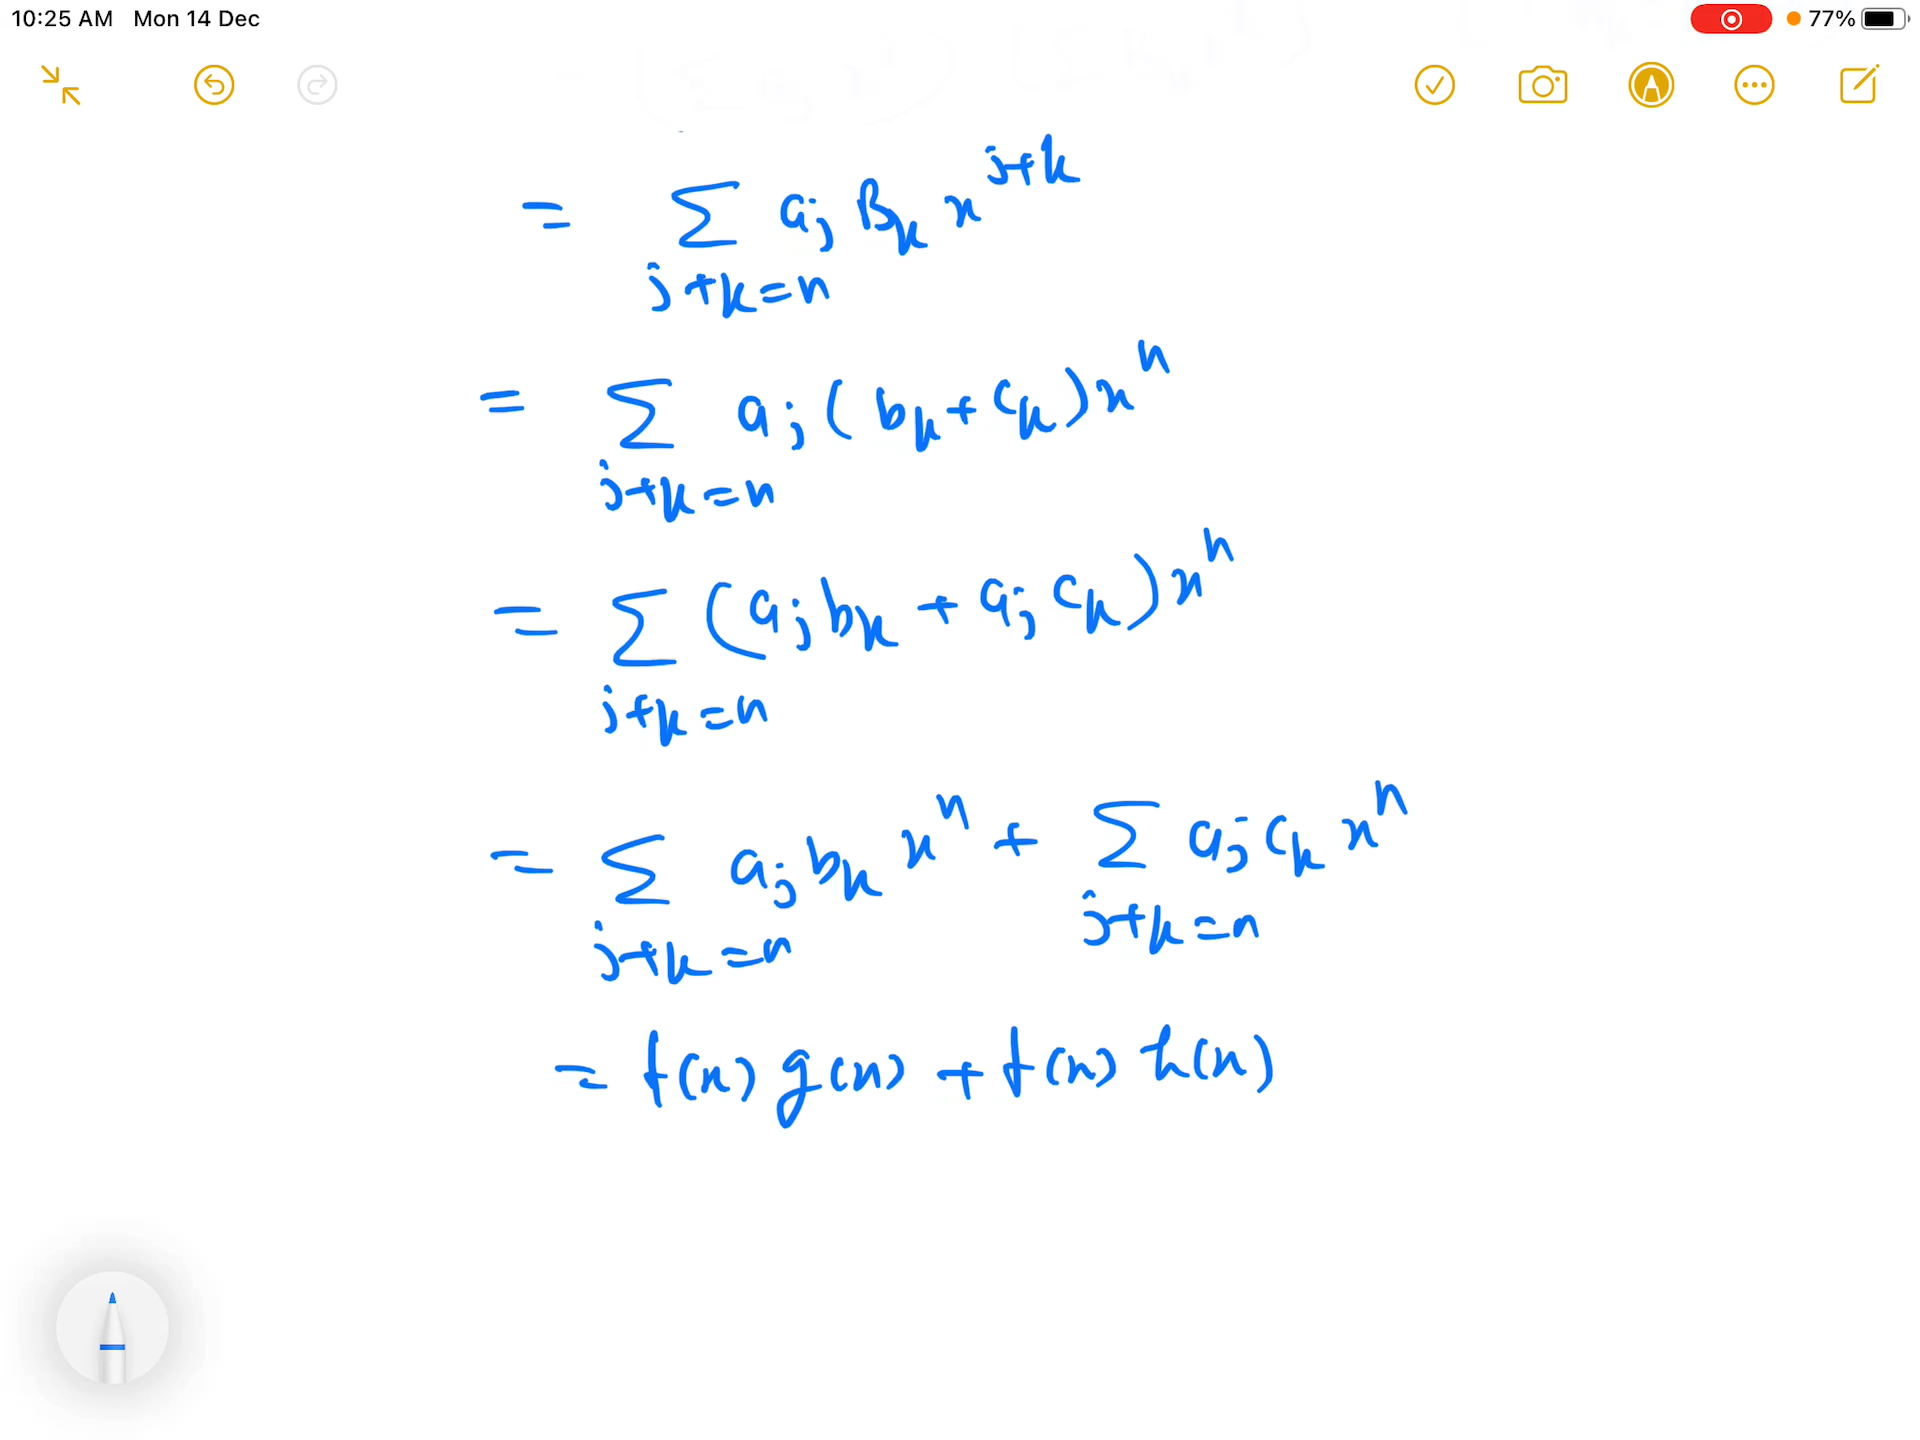 10:25 AM Mon 14 Dec 77%
= Σ a_j β_k x^{j+k}
j+k=n
= Σ a_j (b_k + c_k) x^n
j+k=n
= Σ (a_j b_k + a_j c_k) x^n
j+k=n
= Σ a_j b_k x^n + Σ a_j c_k x^n
j+k=n j+k=n
= f(x) g(x) + f(x) h(x)